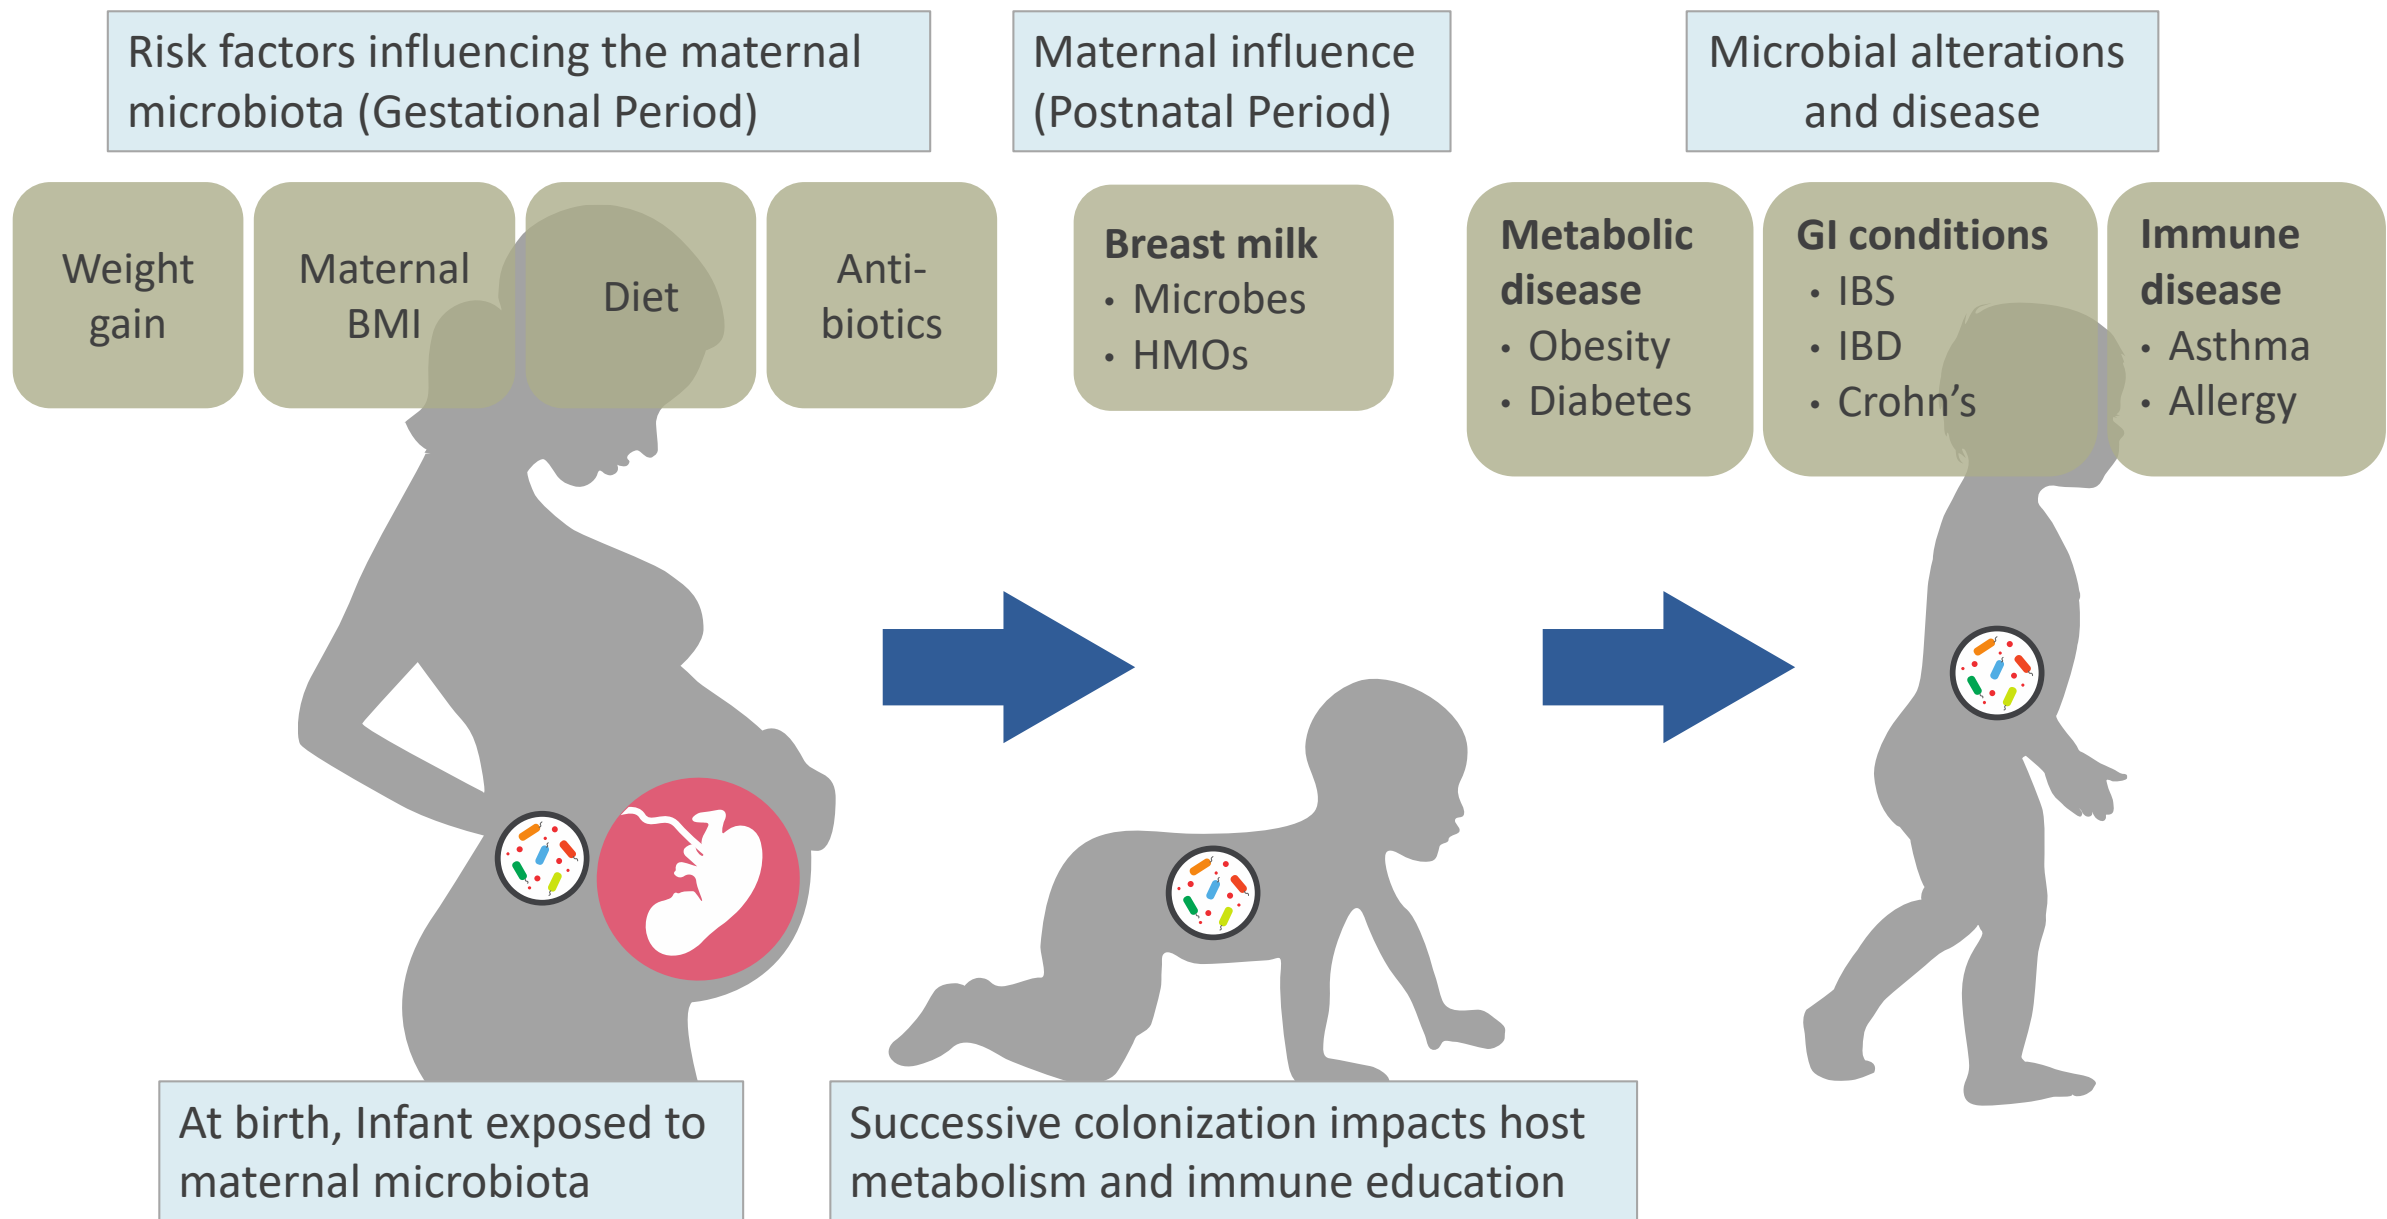 Risk factors influencing the maternal
microbiota (Gestational Period)
Maternal influence
(Postnatal Period)
Microbial alterations
and disease
Weight
gain
Maternal
BMI
Diet
Anti-
biotics
Breast milk
• Microbes
• HMOs
Metabolic
disease
• Obesity
• Diabetes
GI conditions
• IBS
• IBD
• Crohn’s
Immune
disease
• Asthma
• Allergy
At birth, Infant exposed to
maternal microbiota
Successive colonization impacts host
metabolism and immune education